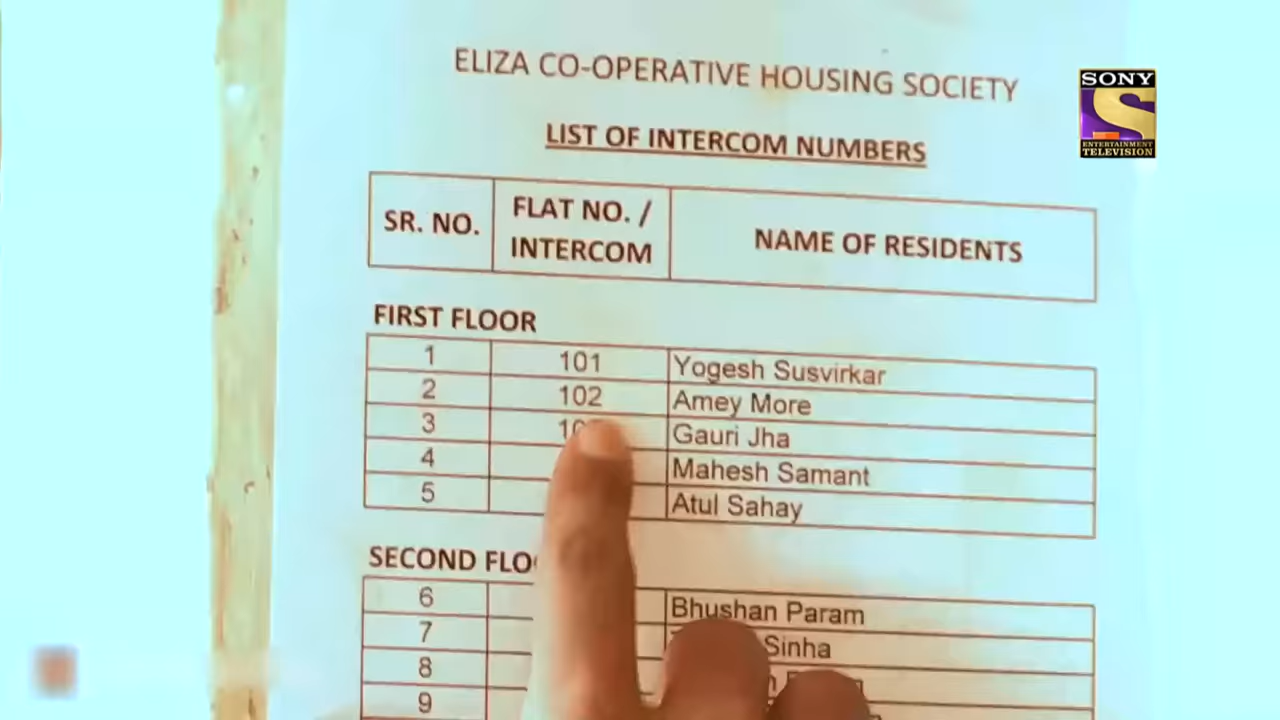 ELIZA CO-OPERATIVE HOUSING SOCIETY
LIST OF INTERCOM NUMBERS
SONY
ENTERTAINMENT
TELEVISION
SR. NO. FLAT NO. / INTERCOM NAME OF RESIDENTS
FIRST FLOOR
1 101 Yogesh Susvirkar
2 102 Amey More
3 Gauri Jha
4 Mahesh Samant
5 Atul Sahay
SECOND
6 Bhushan Param
7 Sinha
8
9